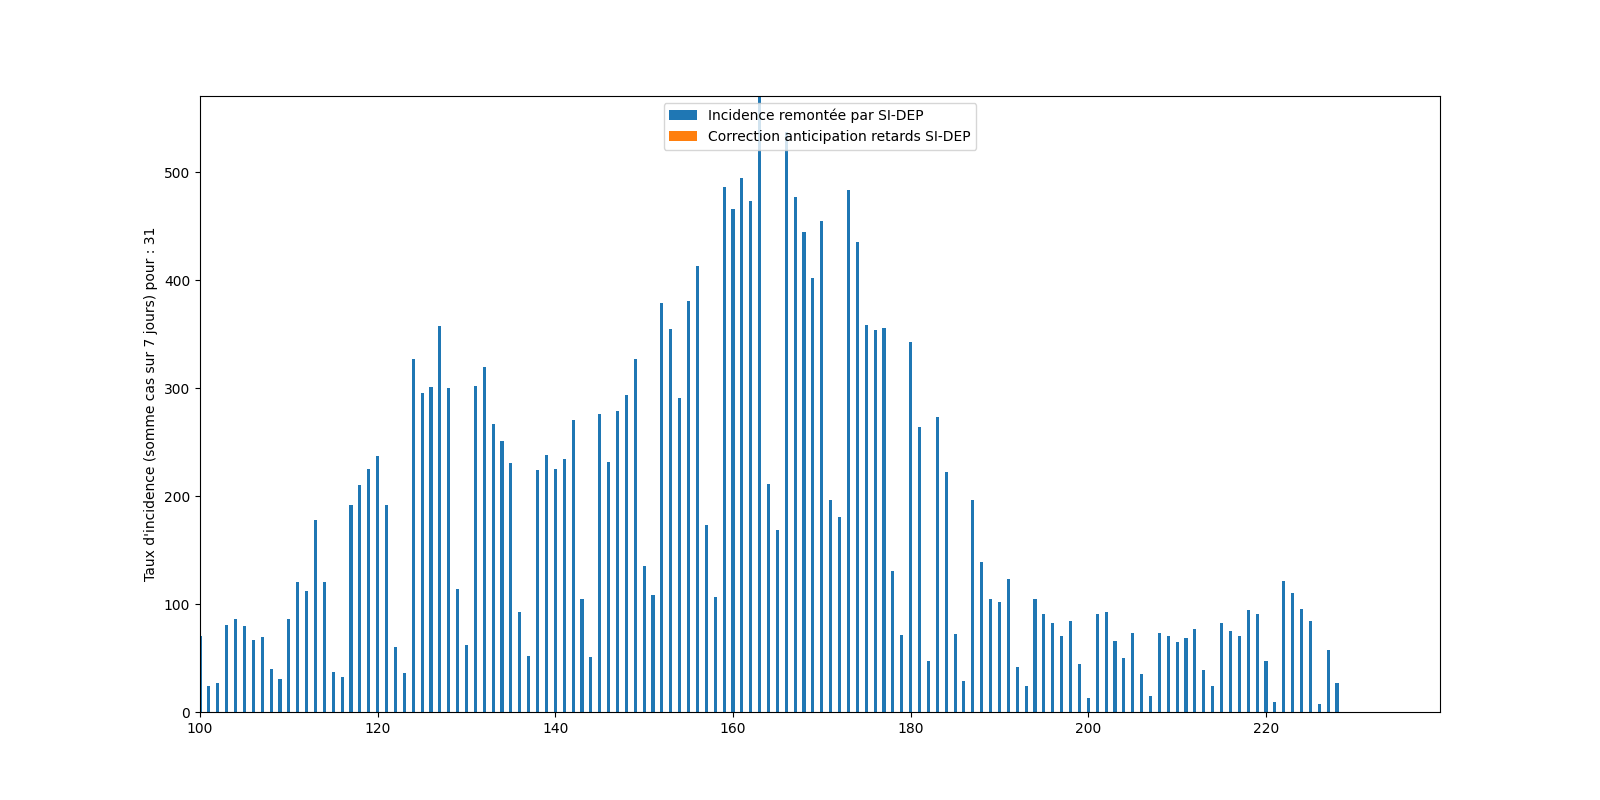 Incidence remontée par SI-DEP
Correction anticipation retards SI-DEP
Taux d'incidence (somme cas sur 7 jours) pour : 31
500
400
300
200
100
0
100 120 140 160 180 200 220